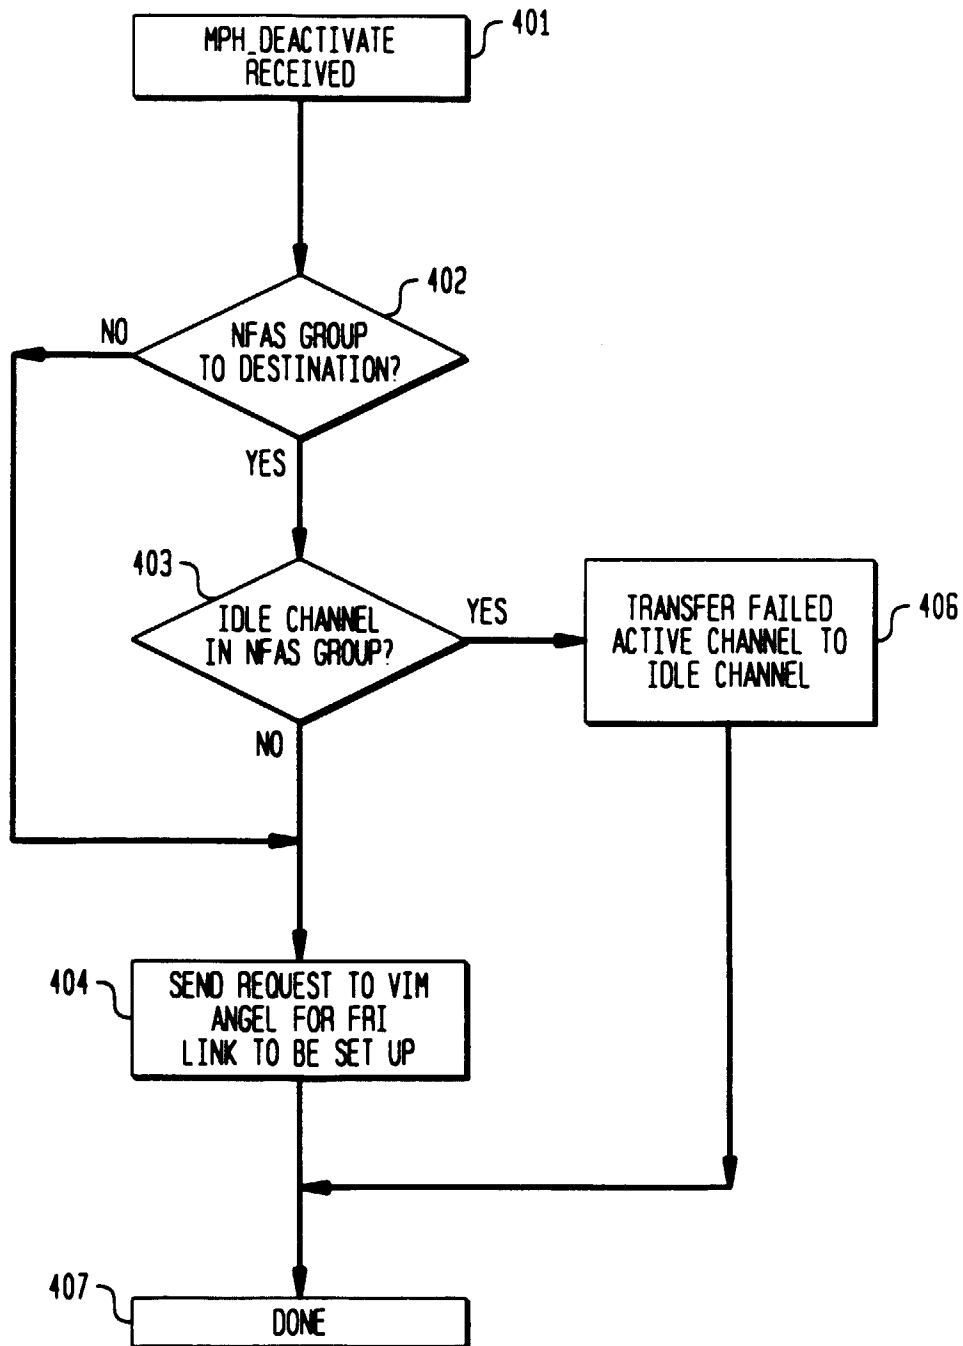 MPH_DEACTIVATE
RECEIVED
401
402
NO
NFAS GROUP
TO DESTINATION?
YES
403
IDLE CHANNEL
IN NFAS GROUP?
YES
NO
TRANSFER FAILED
ACTIVE CHANNEL TO
IDLE CHANNEL
406
404
SEND REQUEST TO VIM
ANGEL FOR FRI
LINK TO BE SET UP
407
DONE